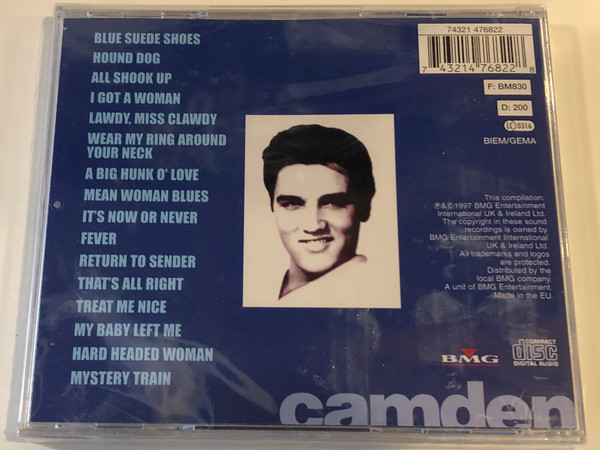 BLUE SUEDE SHOES
HOUND DOG
ALL SHOOK UP
I GOT A WOMAN
LAWDY, MISS CLAWDY
WEAR MY RING AROUND
YOUR NECK
A BIG HUNK O' LOVE
MEAN WOMAN BLUES
IT'S NOW OR NEVER
FEVER
RETURN TO SENDER
THAT'S ALL RIGHT
TREAT ME NICE
MY BABY LEFT ME
HARD HEADED WOMAN
MYSTERY TRAIN
74321 476822
7 43214 76822 8
F: BM830
D: 200
LC 0316
BIEM/GEMA
This compilation:
℗&©1997 BMG Entertainment
International UK & Ireland Ltd.
The copyright in these sound
recordings is owned by
BMG Entertainment International
UK & Ireland Ltd.
All trademarks and logos
are protected.
Distributed by the
local BMG company.
A unit of BMG Entertainment.
Made in the EU.
BMG
COMPACT
disc
DIGITAL AUDIO
camden